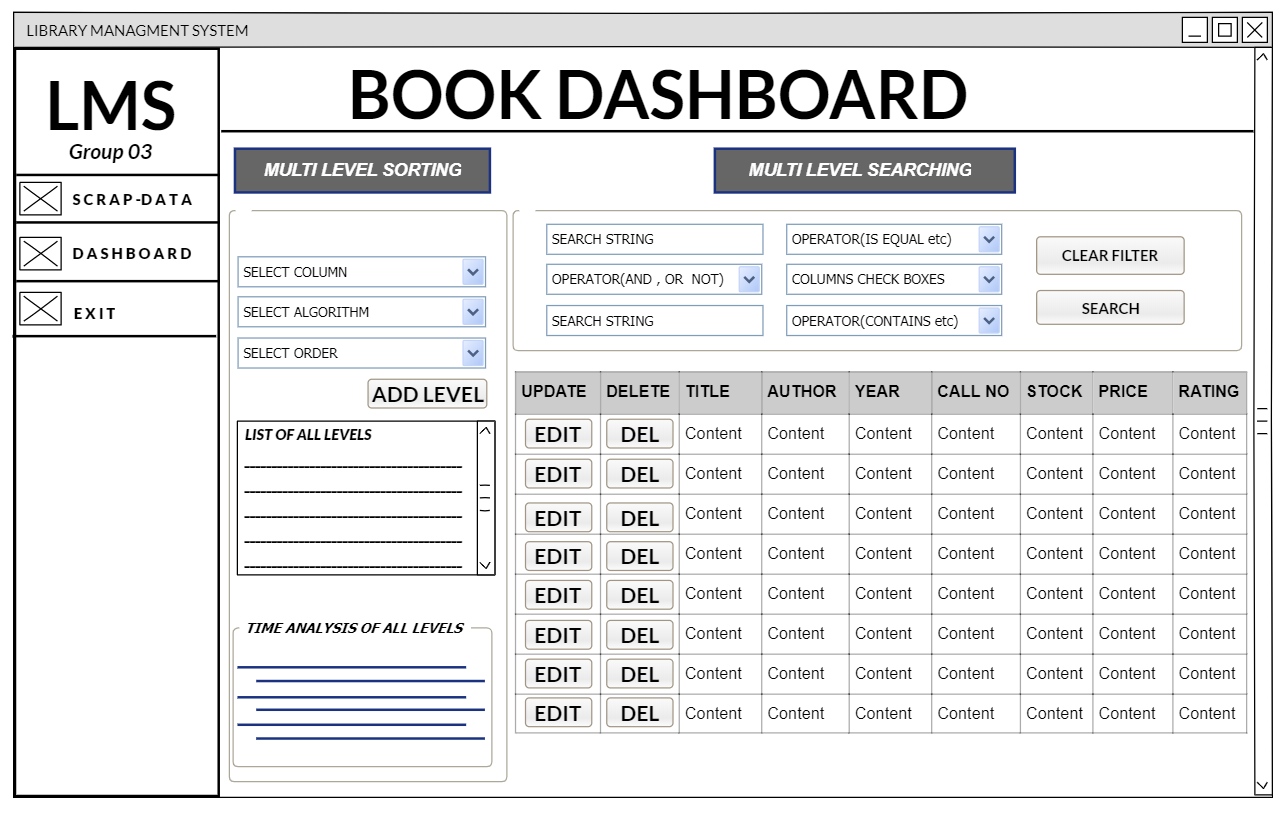 LIBRARY MANAGMENT SYSTEM
LMS
Group 03
SCRAP-DATA
DASHBOARD
EXIT
BOOK DASHBOARD
MULTI LEVEL SORTING
MULTI LEVEL SEARCHING
SELECT COLUMN
SELECT ALGORITHM
SELECT ORDER
ADD LEVEL
LIST OF ALL LEVELS
TIME ANALYSIS OF ALL LEVELS
SEARCH STRING
OPERATOR(IS EQUAL etc)
OPERATOR(AND , OR NOT)
COLUMNS CHECK BOXES
SEARCH STRING
OPERATOR(CONTAINS etc)
CLEAR FILTER
SEARCH
UPDATE DELETE TITLE AUTHOR YEAR CALL NO STOCK PRICE RATING
EDIT DEL Content Content Content Content Content Content Content
EDIT DEL Content Content Content Content Content Content Content
EDIT DEL Content Content Content Content Content Content Content
EDIT DEL Content Content Content Content Content Content Content
EDIT DEL Content Content Content Content Content Content Content
EDIT DEL Content Content Content Content Content Content Content
EDIT DEL Content Content Content Content Content Content Content
EDIT DEL Content Content Content Content Content Content Content